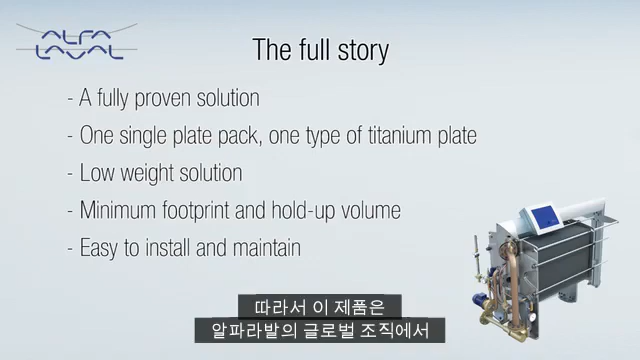 ALFA
LAVAL
The full story
- A fully proven solution
- One single plate pack, one type of titanium plate
- Low weight solution
- Minimum footprint and hold-up volume
- Easy to install and maintain
따라서 이 제품은
알파라발의 글로벌 조직에서